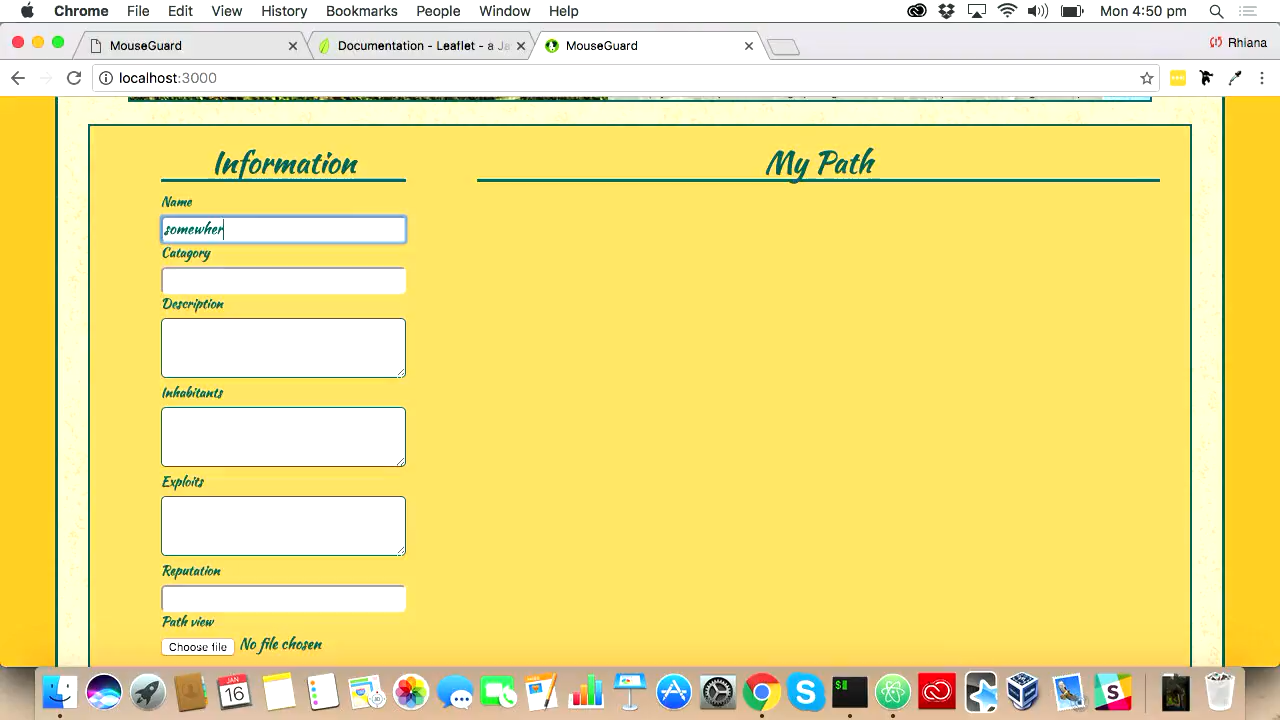 Chrome File Edit View History Bookmarks People Window Help Mon 4:50 pm
MouseGuard Documentation - Leaflet - a Ja MouseGuard Rhiana
localhost:3000
Information My Path
Name
somewher
Catagory
Description
Inhabitants
Exploits
Reputation
Path view
Choose file No file chosen
JAN
16